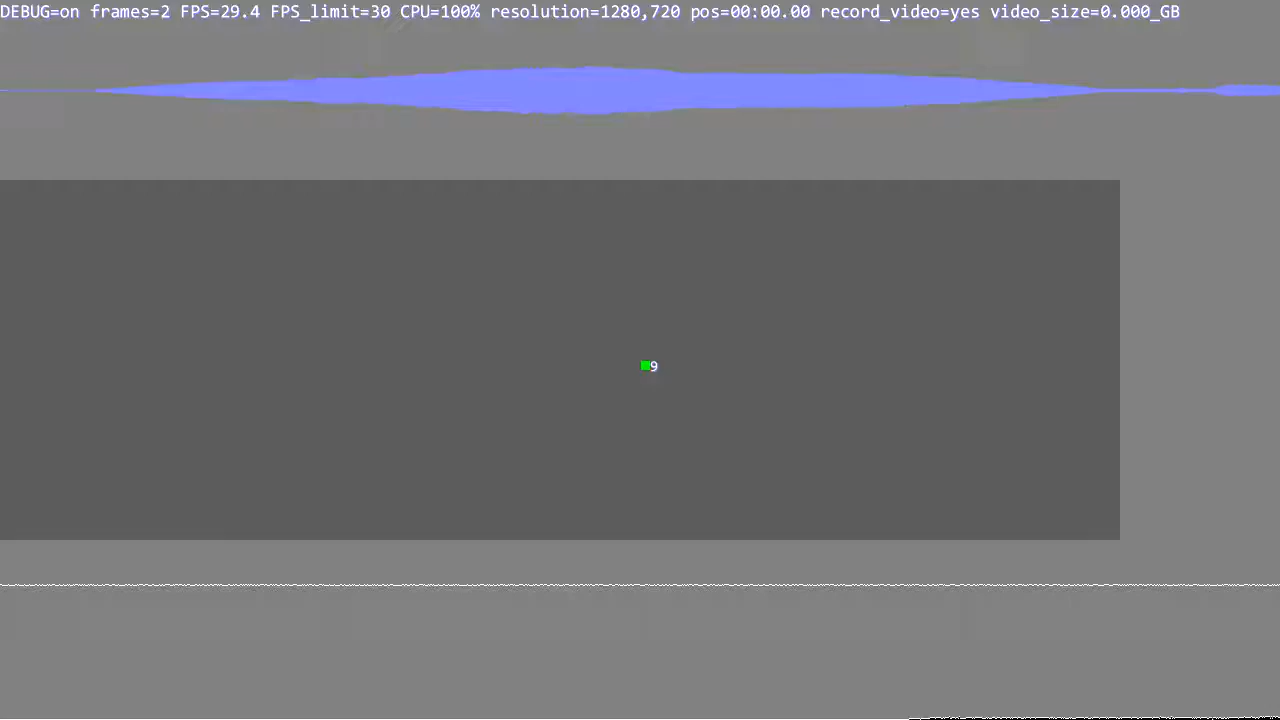 DEBUG=on frames=2 FPS=29.4 FPS_limit=30 CPU=100% resolution=1280,720 pos=00:00.00 record_video=yes video_size=0.000_GB
9